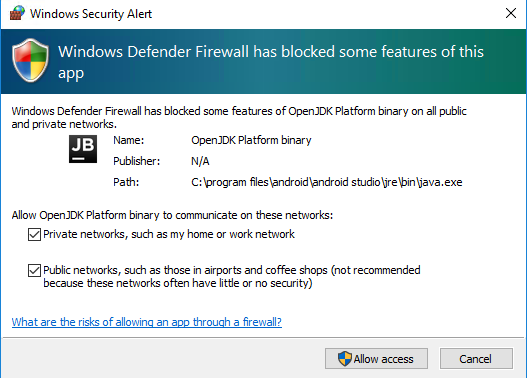 Windows Security Alert
Windows Defender Firewall has blocked some features of this
app
Windows Defender Firewall has blocked some features of OpenJDK Platform binary on all public
and private networks.
JB
Name: OpenJDK Platform binary
Publisher: N/A
Path: C:\program files\android\android studio\jre\bin\java.exe
Allow OpenJDK Platform binary to communicate on these networks:
Private networks, such as my home or work network
Public networks, such as those in airports and coffee shops (not recommended
because these networks often have little or no security)
What are the risks of allowing an app through a firewall?
Allow access
Cancel